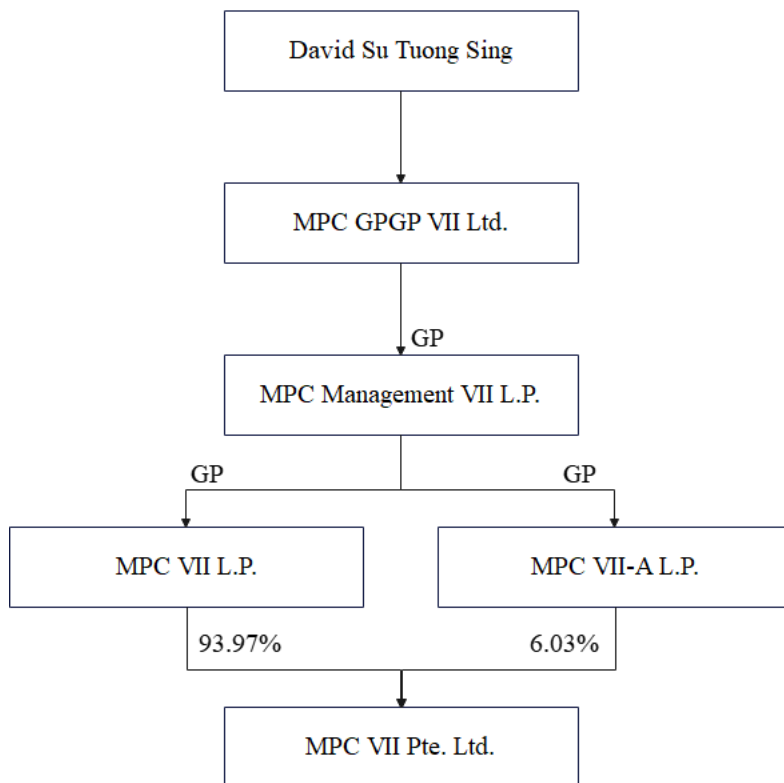 David Su Tuong Sing
MPC GPGP VII Ltd.
GP
MPC Management VII L.P.
GP
GP
MPC VII L.P.
MPC VII-A L.P.
93.97%
6.03%
MPC VII Pte. Ltd.